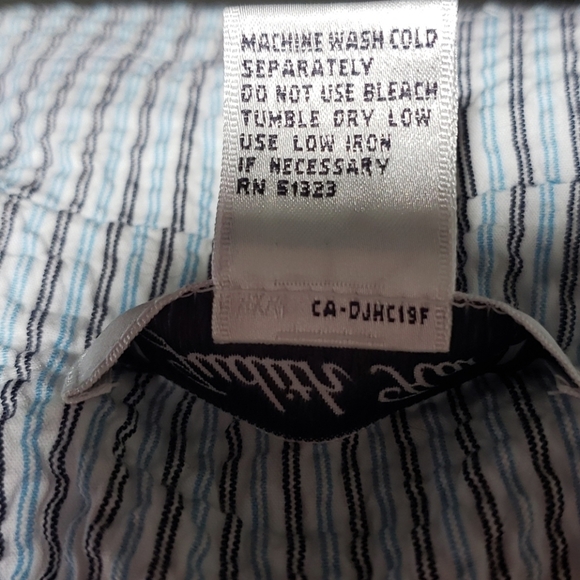 MACHINE WASH COLD
SEPARATELY
DO NOT USE BLEACH
TUMBLE DRY LOW
USE LOW IRON
IF NECESSARY
RN 51323
CA-DJHC19F
Judith